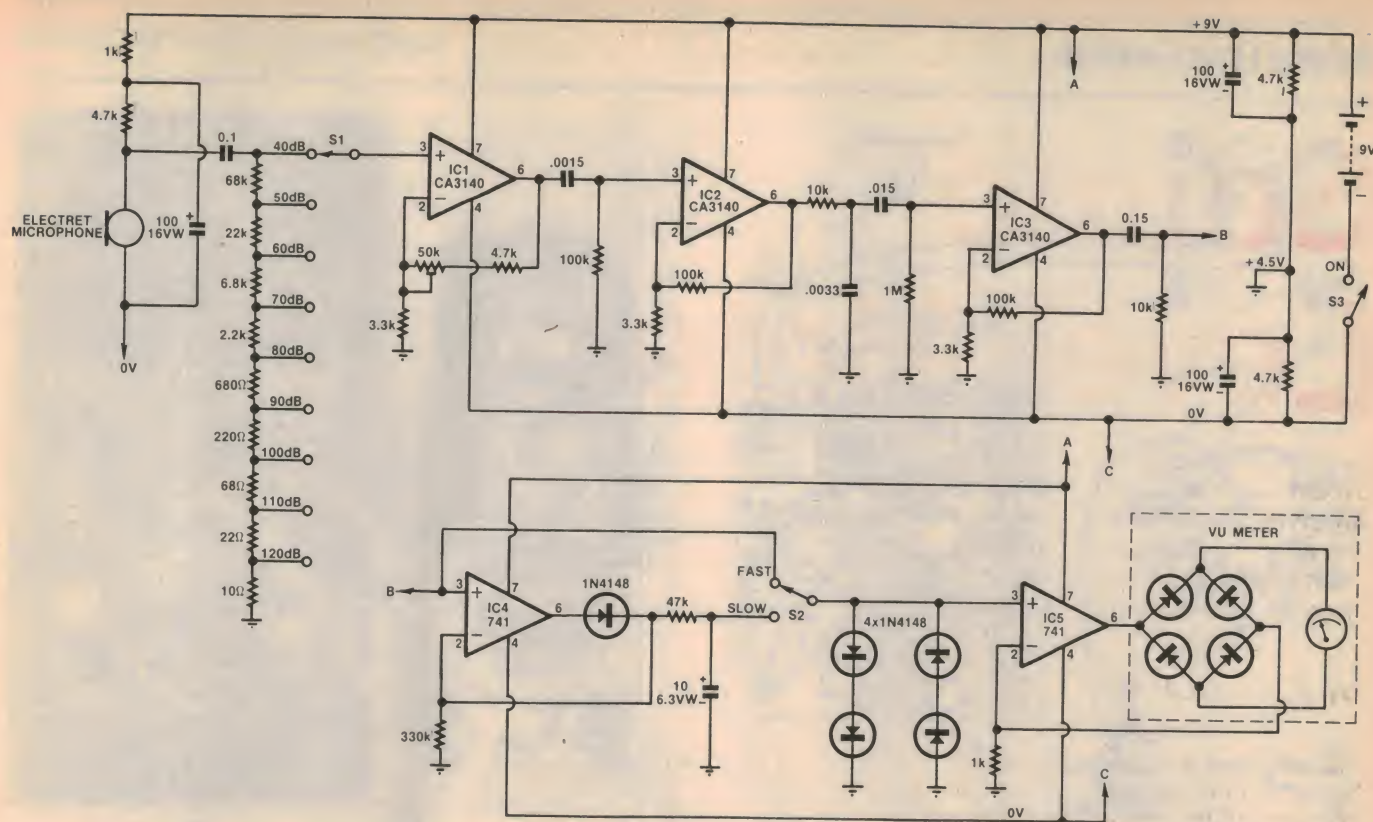 +9V
1k
4.7k
0.1
40dB
S1
68k
50dB
22k
60dB
6.8k
70dB
2.2k
80dB
680Ω
90dB
220Ω
100dB
68Ω
110dB
22Ω
120dB
10Ω
ELECTRET
MICROPHONE
100
16VW
+
0V
3
+
IC1
CA3140
7
6
2
−
4
50k
4.7k
3.3k
.0015
100k
3
+
IC2
CA3140
7
6
2
−
4
100k
3.3k
10k
.015
.0033
1M
3
+
IC3
CA3140
7
6
2
−
4
100k
3.3k
0.15
B
10k
A
100
16VW
+
−
4.7k
+
9V
−
+4.5V
ON
S3
100
16VW
+
−
4.7k
0V
C
A
B
3
+
IC4
741
7
6
2
−
4
330k
1N4148
47k
10
6.3VW
+
−
FAST
SLOW
S2
4x1N4148
3
+
IC5
741
7
6
2
−
4
1k
VU METER
0V
C